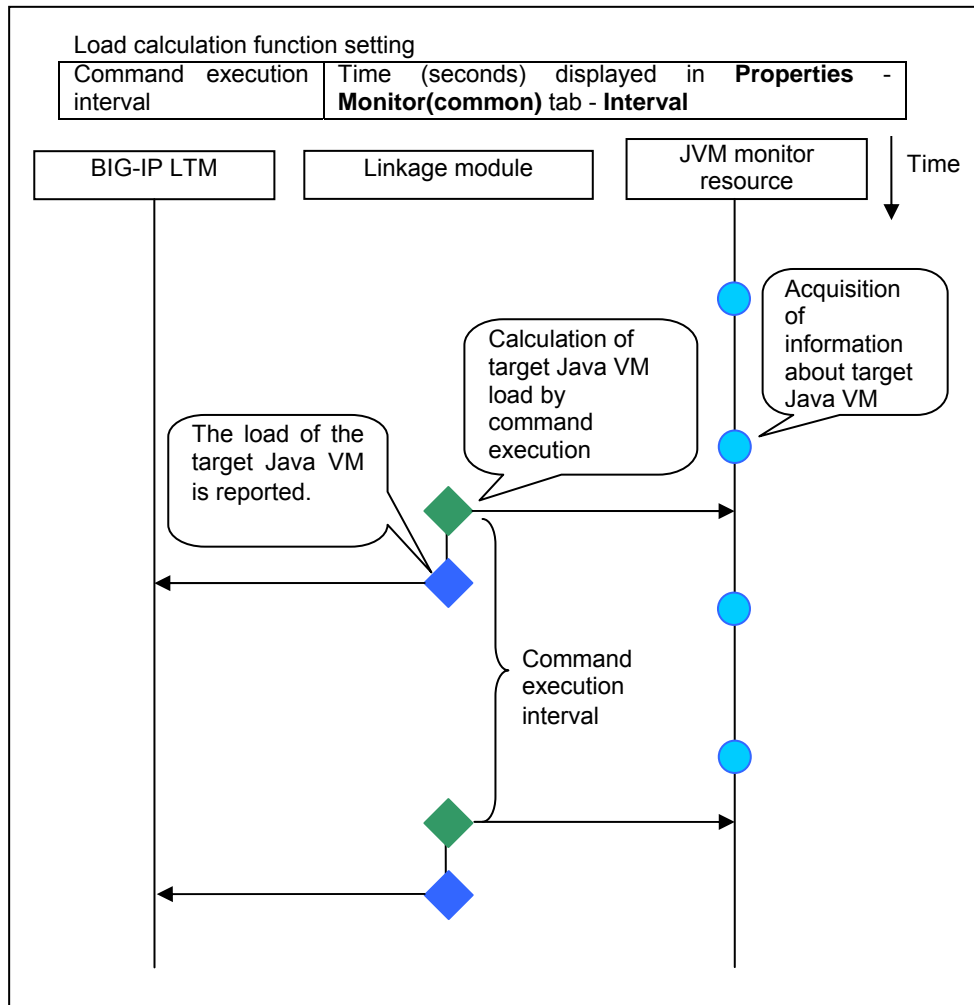 Load calculation function setting
Command execution
interval
Time (seconds) displayed in Properties -
Monitor(common) tab - Interval
BIG-IP LTM
Linkage module
JVM monitor
resource
Time
Acquisition
of
information
about target
Java VM
Calculation of
target Java VM
load by
command
execution
The load of the
target Java VM
is reported.
Command
execution
interval